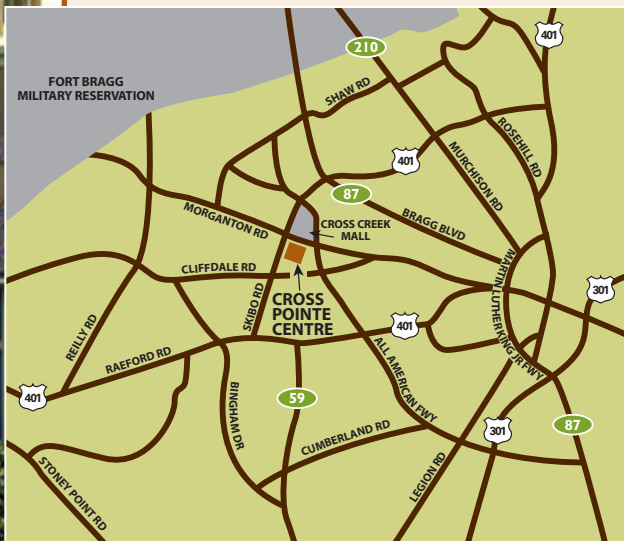 401
210
FORT BRAGG
MILITARY RESERVATION
SHAW RD
ROSEHILL RD
401
MURCHISON RD
87
MORGANTON RD
CROSS CREEK
MALL
BRAGG BLVD
CLIFFDALE RD
MARTIN LUTHER KING JR FWY
301
CROSS
POINTE
CENTRE
SKIBO RD
REILLY RD
401
RAEFORD RD
ALL AMERICAN FWY
401
BINGHAM DR
59
87
301
CUMBERLAND RD
LEGION RD
STONEY POINT RD